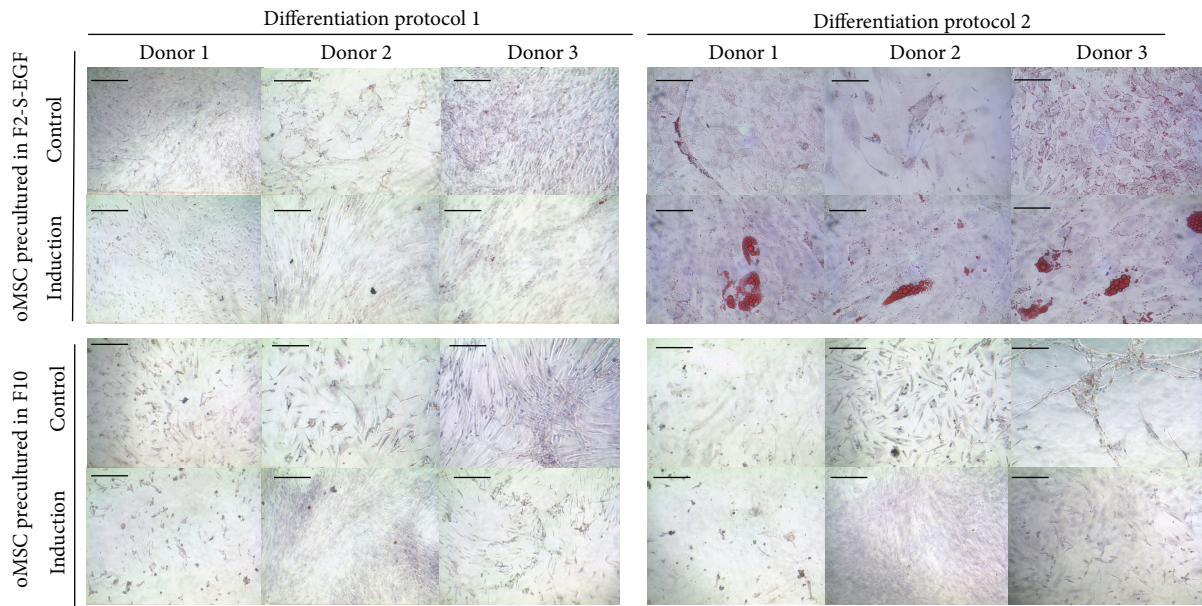 Differentiation protocol 1
Differentiation protocol 2
Donor 1 Donor 2 Donor 3
Donor 1 Donor 2 Donor 3
oMSC precultured in F2-S-EGF
Control
Induction
oMSC precultured in F10
Control
Induction